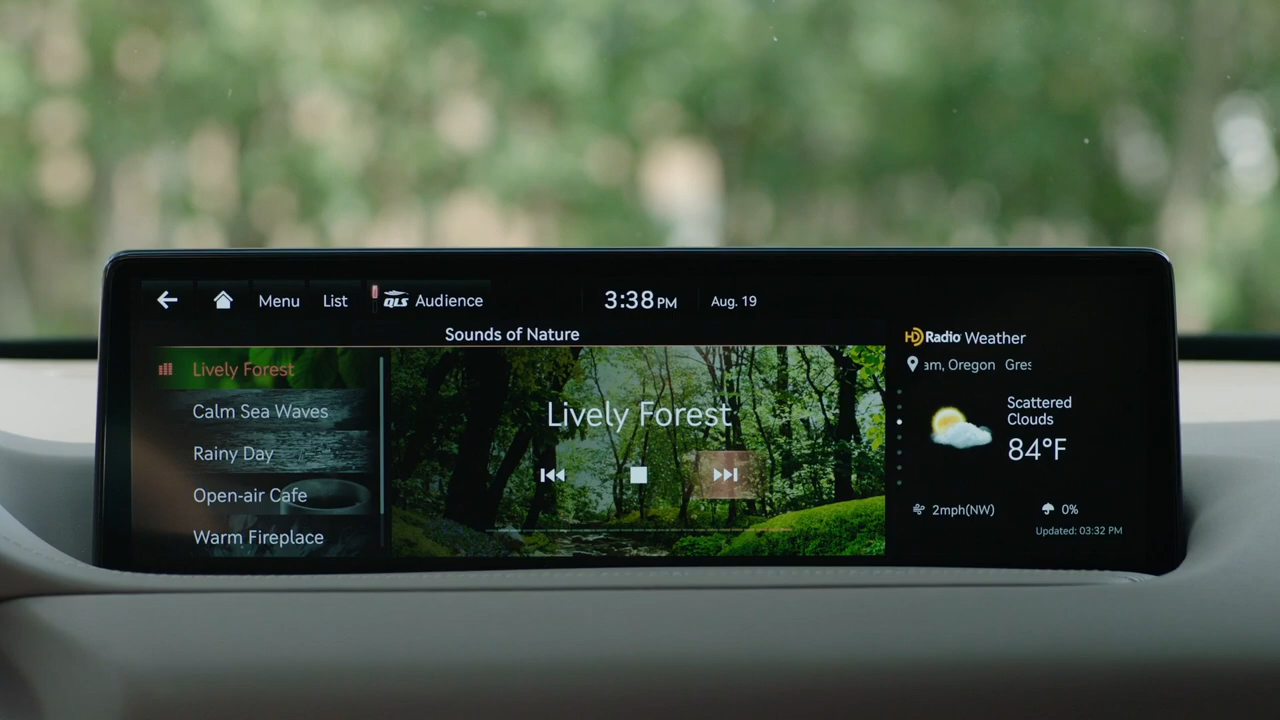 Menu List QLS Audience 3:38PM Aug. 19
Sounds of Nature
Lively Forest
Calm Sea Waves
Rainy Day
Open-air Cafe
Warm Fireplace
Lively Forest
HD Radio Weather
am, Oregon Gres
Scattered
Clouds
84°F
2mph(NW) 0%
Updated: 03:32 PM